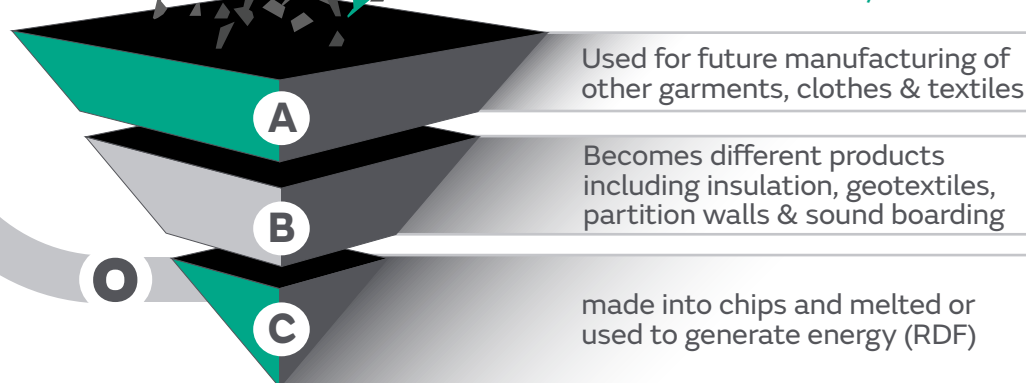 Used for future manufacturing of
other garments, clothes & textiles
A
Becomes different products
including insulation, geotextiles,
partition walls & sound boarding
B
O
made into chips and melted or
used to generate energy (RDF)
C